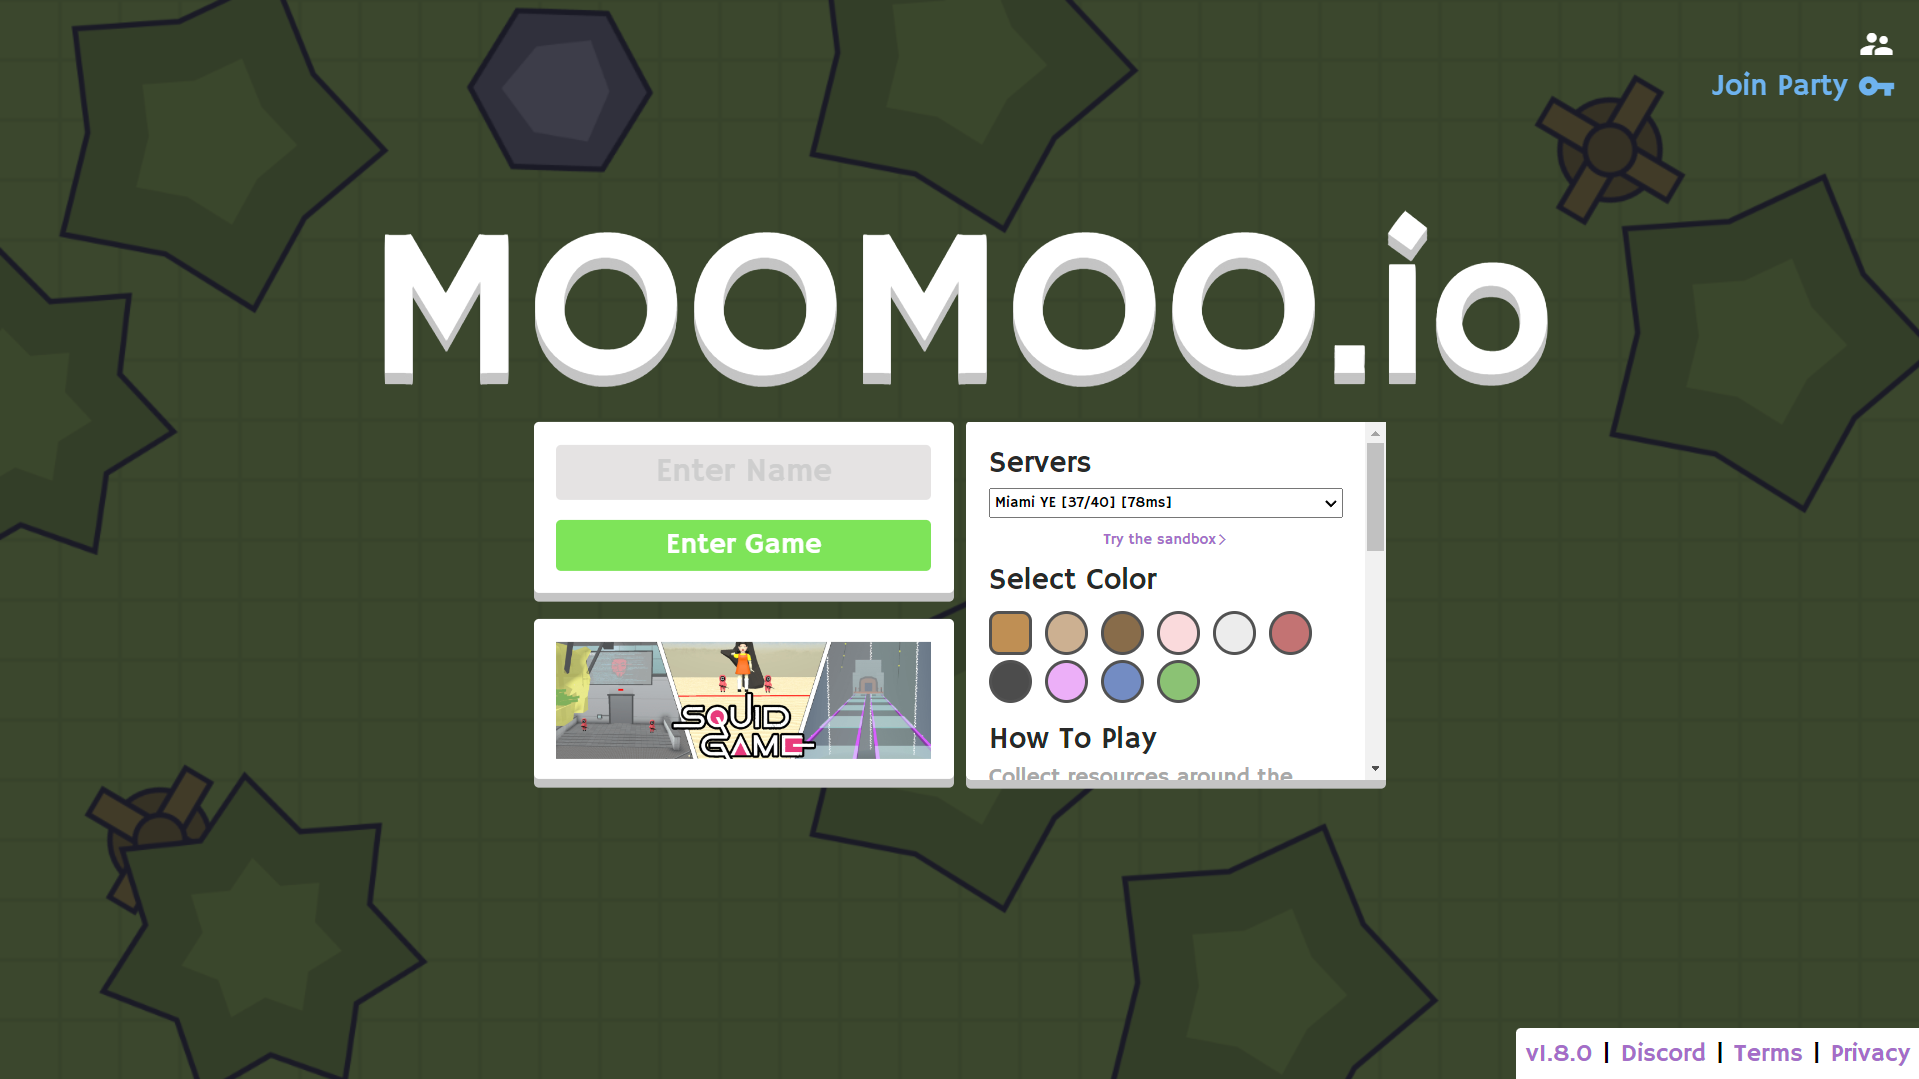 Join Party
MOOMOO.io
Enter Name
Enter Game
SQUID
GAME
Servers
Miami YE [37/40] [78ms]
Try the sandbox
Select Color
How To Play
Collect resources around the
v1.8.0 | Discord | Terms | Privacy